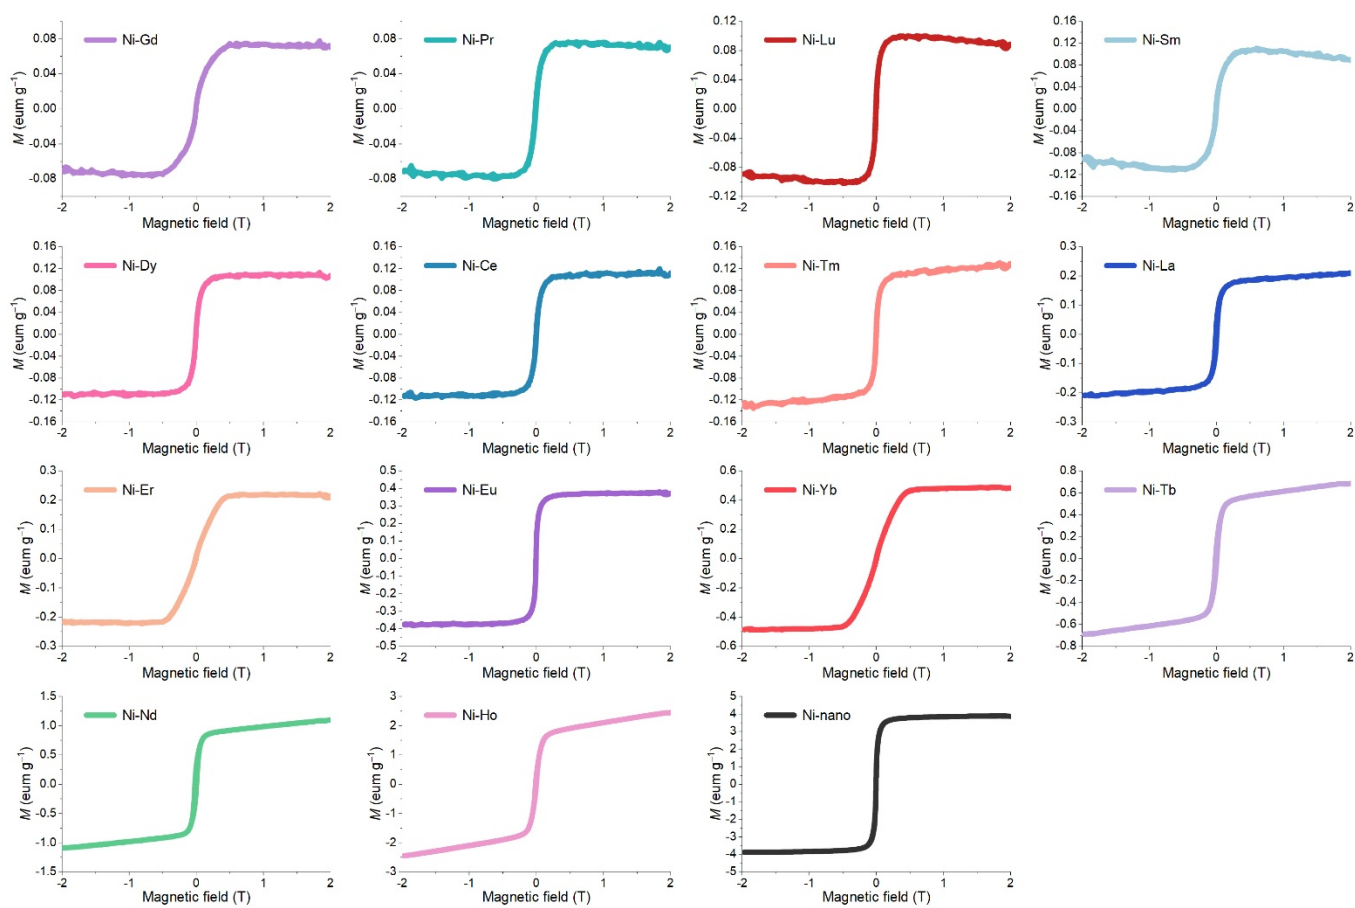 Ni-Gd
M (eum g⁻¹)
0.08
0.04
0.00
-0.04
-0.08
-2 -1 0 1 2
Magnetic field (T)
Ni-Pr
M (eum g⁻¹)
0.08
0.04
0.00
-0.04
-0.08
-2 -1 0 1 2
Magnetic field (T)
Ni-Lu
M (eum g⁻¹)
0.12
0.08
0.04
0.00
-0.04
-0.08
-0.12
-2 -1 0 1 2
Magnetic field (T)
Ni-Sm
M (eum g⁻¹)
0.16
0.12
0.08
0.04
0.00
-0.04
-0.08
-0.12
-0.16
-2 -1 0 1 2
Magnetic field (T)
Ni-Dy
M (eum g⁻¹)
0.16
0.12
0.08
0.04
0.00
-0.04
-0.08
-0.12
-0.16
-2 -1 0 1 2
Magnetic field (T)
Ni-Ce
M (eum g⁻¹)
0.16
0.12
0.08
0.04
0.00
-0.04
-0.08
-0.12
-0.16
-2 -1 0 1 2
Magnetic field (T)
Ni-Tm
M (eum g⁻¹)
0.16
0.12
0.08
0.04
0.00
-0.04
-0.08
-0.12
-0.16
-2 -1 0 1 2
Magnetic field (T)
Ni-La
M (eum g⁻¹)
0.3
0.2
0.1
0.0
-0.1
-0.2
-0.3
-2 -1 0 1 2
Magnetic field (T)
Ni-Er
M (eum g⁻¹)
0.3
0.2
0.1
0.0
-0.1
-0.2
-0.3
-2 -1 0 1 2
Magnetic field (T)
Ni-Eu
M (eum g⁻¹)
0.5
0.4
0.3
0.2
0.1
0.0
-0.1
-0.2
-0.3
-0.4
-0.5
-2 -1 0 1 2
Magnetic field (T)
Ni-Yb
M (eum g⁻¹)
0.6
0.4
0.2
0.0
-0.2
-0.4
-0.6
-2 -1 0 1 2
Magnetic field (T)
Ni-Tb
M (eum g⁻¹)
0.8
0.6
0.4
0.2
0.0
-0.2
-0.4
-0.6
-0.8
-2 -1 0 1 2
Magnetic field (T)
Ni-Nd
M (eum g⁻¹)
1.5
1.0
0.5
0.0
-0.5
-1.0
-1.5
-2 -1 0 1 2
Magnetic field (T)
Ni-Ho
M (eum g⁻¹)
3
2
1
0
-1
-2
-3
-2 -1 0 1 2
Magnetic field (T)
Ni-nano
M (eum g⁻¹)
5
4
3
2
1
0
-1
-2
-3
-4
-5
-2 -1 0 1 2
Magnetic field (T)